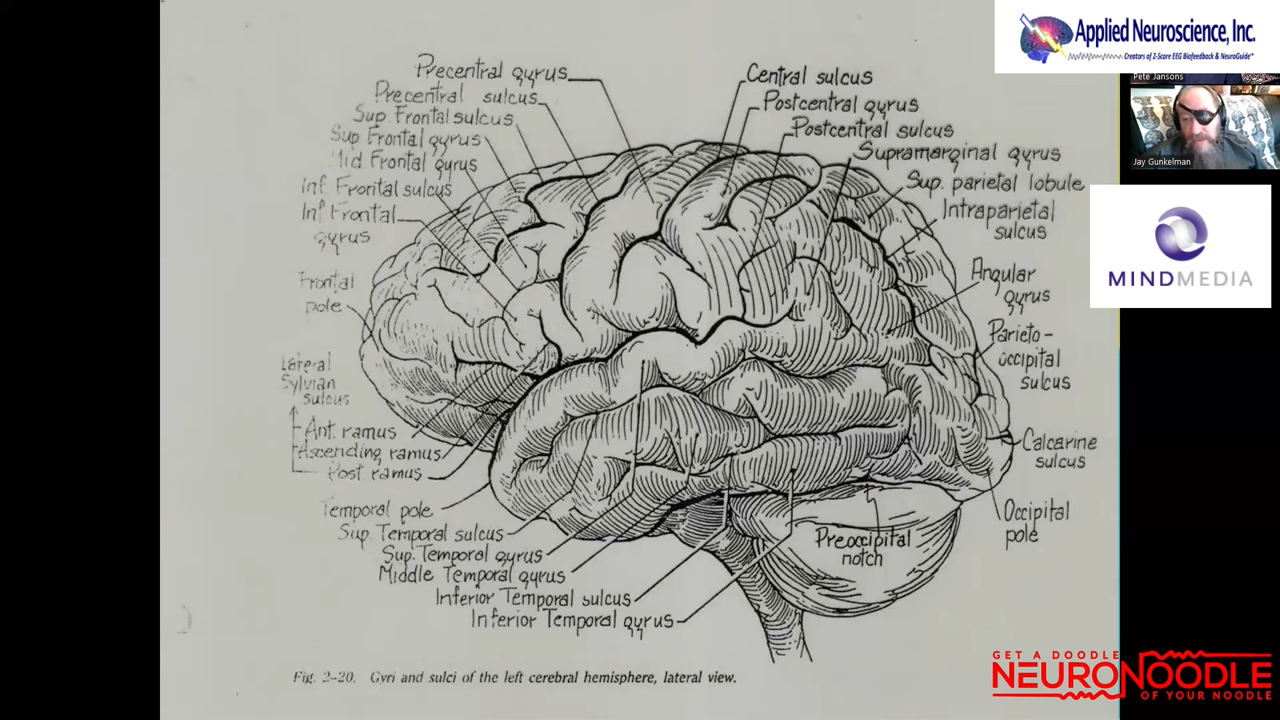 Applied Neuroscience, Inc.
Creators of Z-Score EEG Biofeedback & NeuroGuide™
Pete Jansons
Jay Gunkelman
MINDMEDIA
Precentral gyrus
Precentral sulcus
Sup. Frontal sulcus
Sup Frontal gyrus
Mid Frontal gyrus
Inf. Frontal sulcus
Inf Frontal
gyrus
Frontal
pole
Lateral
Sylvian
sulcus
Ant. ramus
Ascending ramus
Post ramus
Temporal pole
Sup. Temporal sulcus
Sup. Temporal gyrus
Middle Temporal gyrus
Inferior Temporal sulcus
Inferior Temporal gyrus
Central sulcus
Postcentral gyrus
Postcentral sulcus
Supramarginal gyrus
Sup. parietal lobule
Intraparietal
sulcus
Angular
gyrus
Parieto-
occipital
sulcus
Calcarine
sulcus
Occipital
pole
Preoccipital
notch
Fig. 2-20. Gyri and sulci of the left cerebral hemisphere, lateral view.
GET A DOODLE
NEURONOODLE
OF YOUR NOODLE